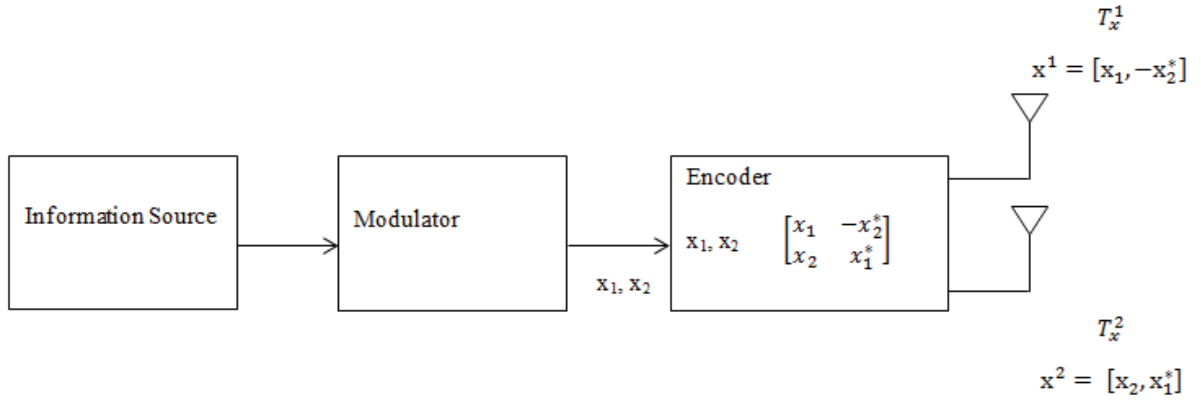 T_x^1
x^1 = [x_1, −x_2^*]
Encoder
Information Source
Modulator
x_1, x_2
[x_1 −x_2^*
x_2 x_1^*]
x_1, x_2
T_x^2
x^2 = [x_2, x_1^*]